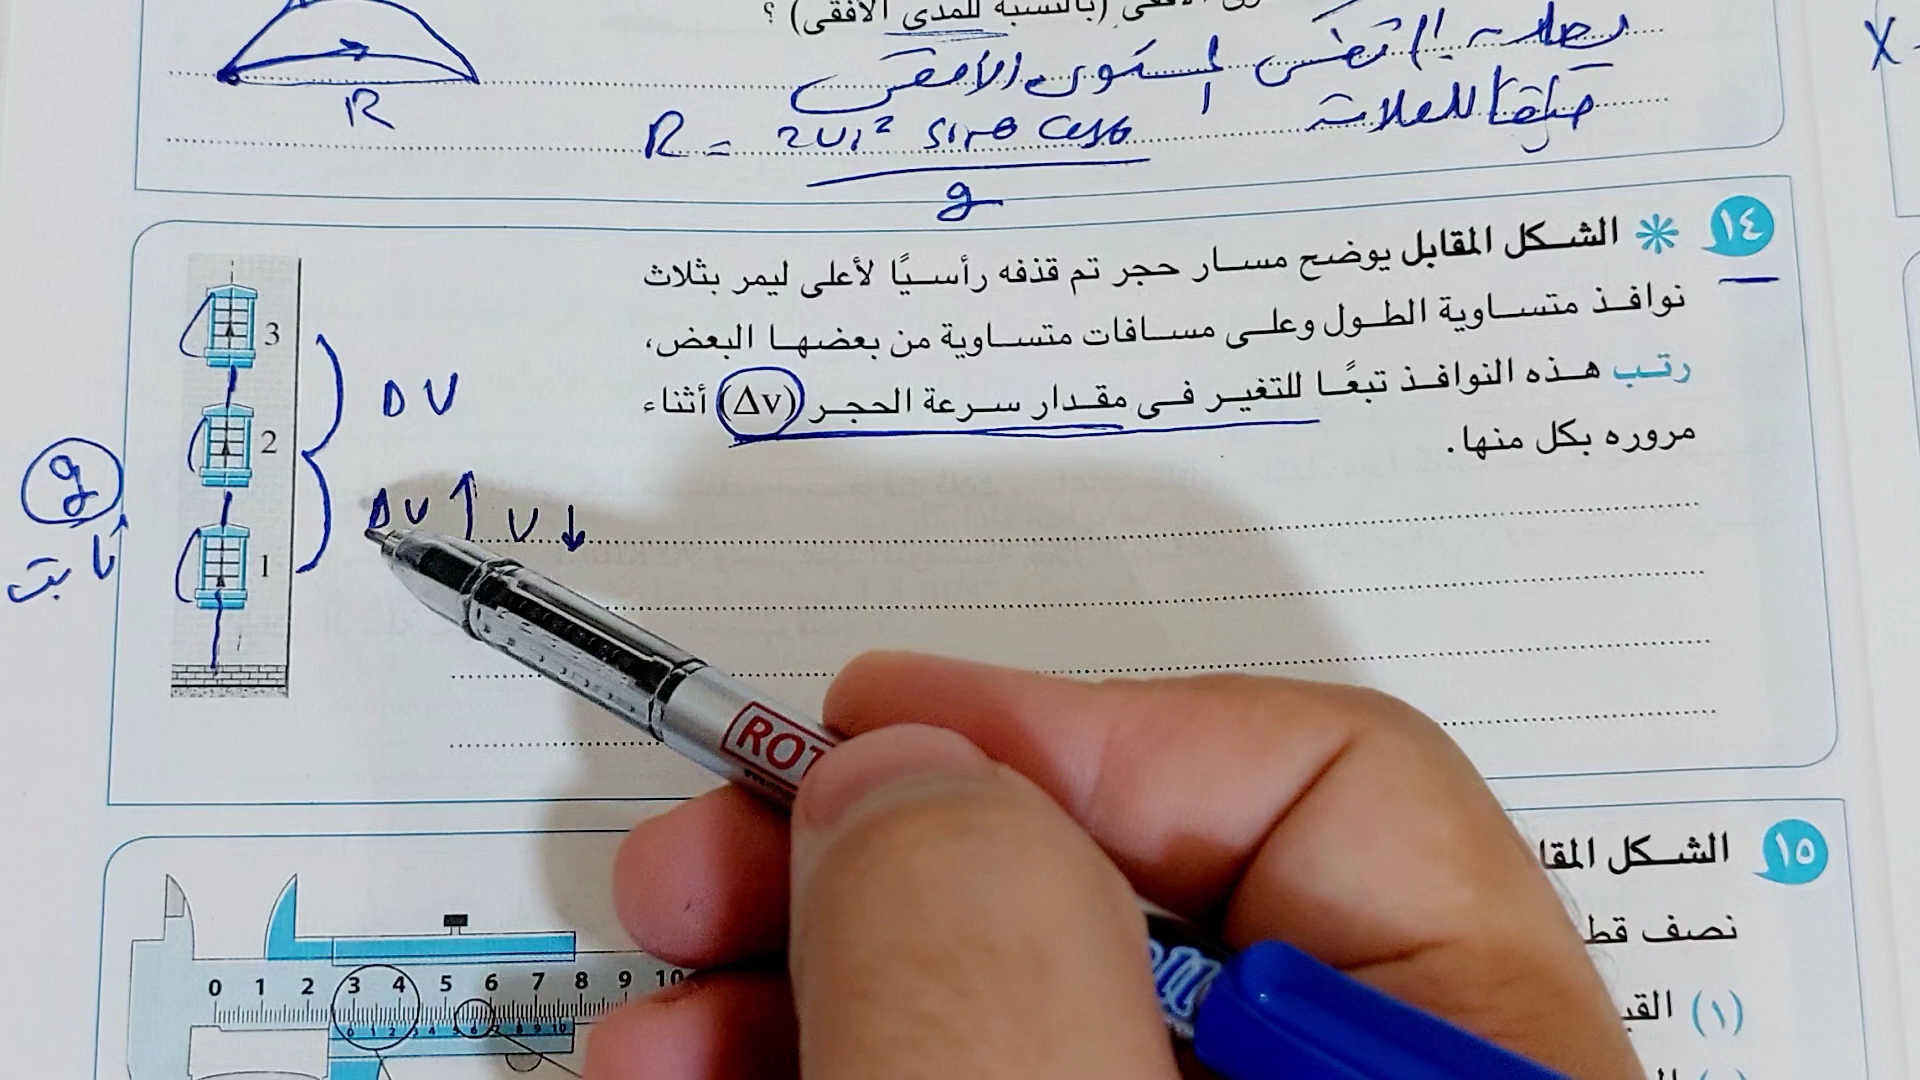 (بالنسبة للمدى الأفقى) ؟
R
R = 2vi² sinθ cosθ
g
١٤
الشكل المقابل يوضح مسار حجر تم قذفه رأسيًا لأعلى ليمر بثلاث
نوافذ متساوية الطول وعلى مسافات متساوية من بعضها البعض،
رتب هذه النوافذ تبعًا للتغير فى مقدار سرعة الحجر (Δv) أثناء
مروره بكل منها.
3
2
1
ΔV
ΔV ↑ V ↓
g
ثابت
X
ROT
١٥
الشكل المقا
نصف قط
(١) القي
0 1 2 3 4 5 6 7 8 9 10